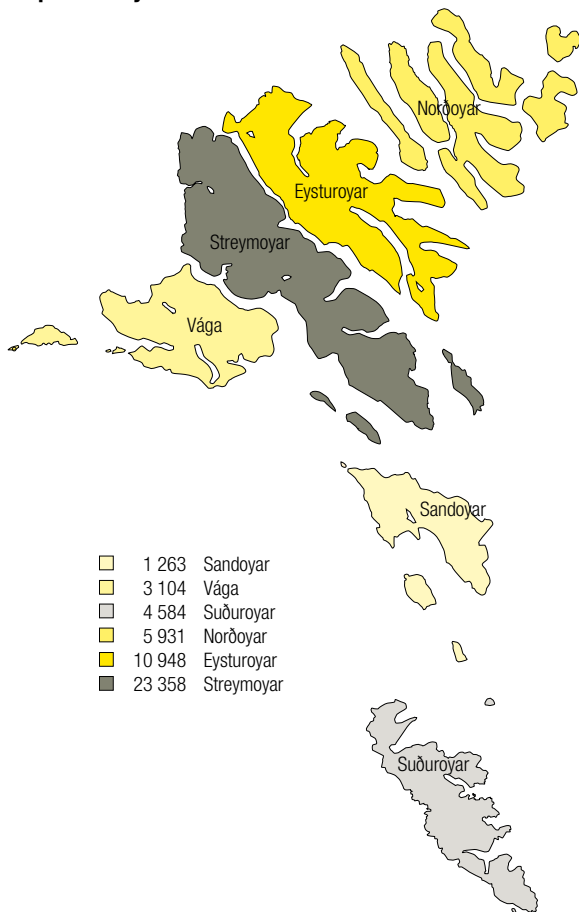 Norðoyar
Eysturoyar
Streymoyar
Vága
Sandoyar
1 263 Sandoyar
3 104 Vága
4 584 Suðuroyar
5 931 Norðoyar
10 948 Eysturoyar
23 358 Streymoyar
Suðuroyar